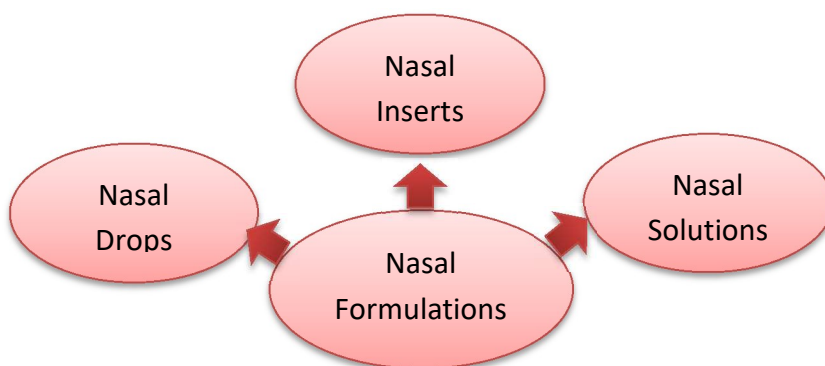 Nasal
Inserts
Nasal
Drops
Nasal
Solutions
Nasal
Formulations